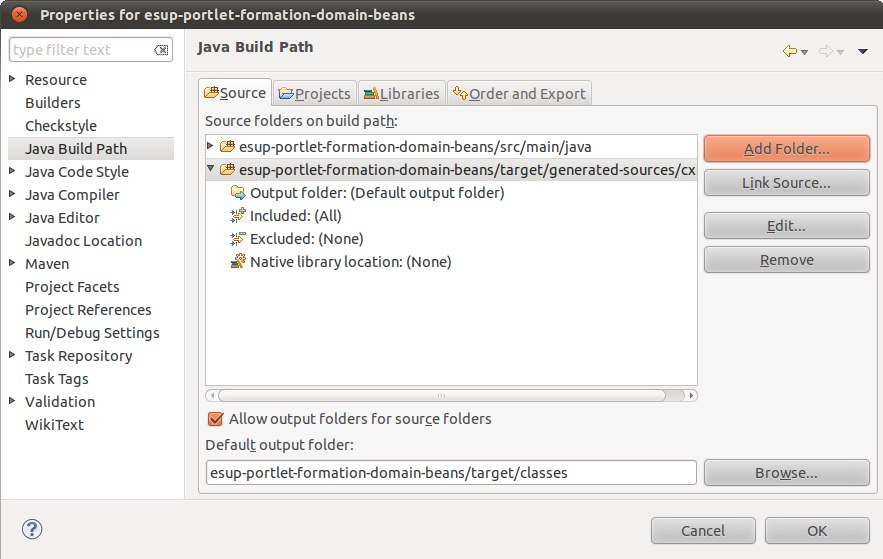 Properties for esup-portlet-formation-domain-beans
type filter text
Resource
Builders
Checkstyle
Java Build Path
Java Code Style
Java Compiler
Java Editor
Javadoc Location
Maven
Project Facets
Project References
Run/Debug Settings
Task Repository
Task Tags
Validation
WikiText
Java Build Path
Source
Projects
Libraries
Order and Export
Source folders on build path:
esup-portlet-formation-domain-beans/src/main/java
esup-portlet-formation-domain-beans/target/generated-sources/cx
Output folder: (Default output folder)
Included: (All)
Excluded: (None)
Native library location: (None)
Add Folder...
Link Source...
Edit...
Remove
Allow output folders for source folders
Default output folder:
esup-portlet-formation-domain-beans/target/classes
Browse...
?
Cancel
OK